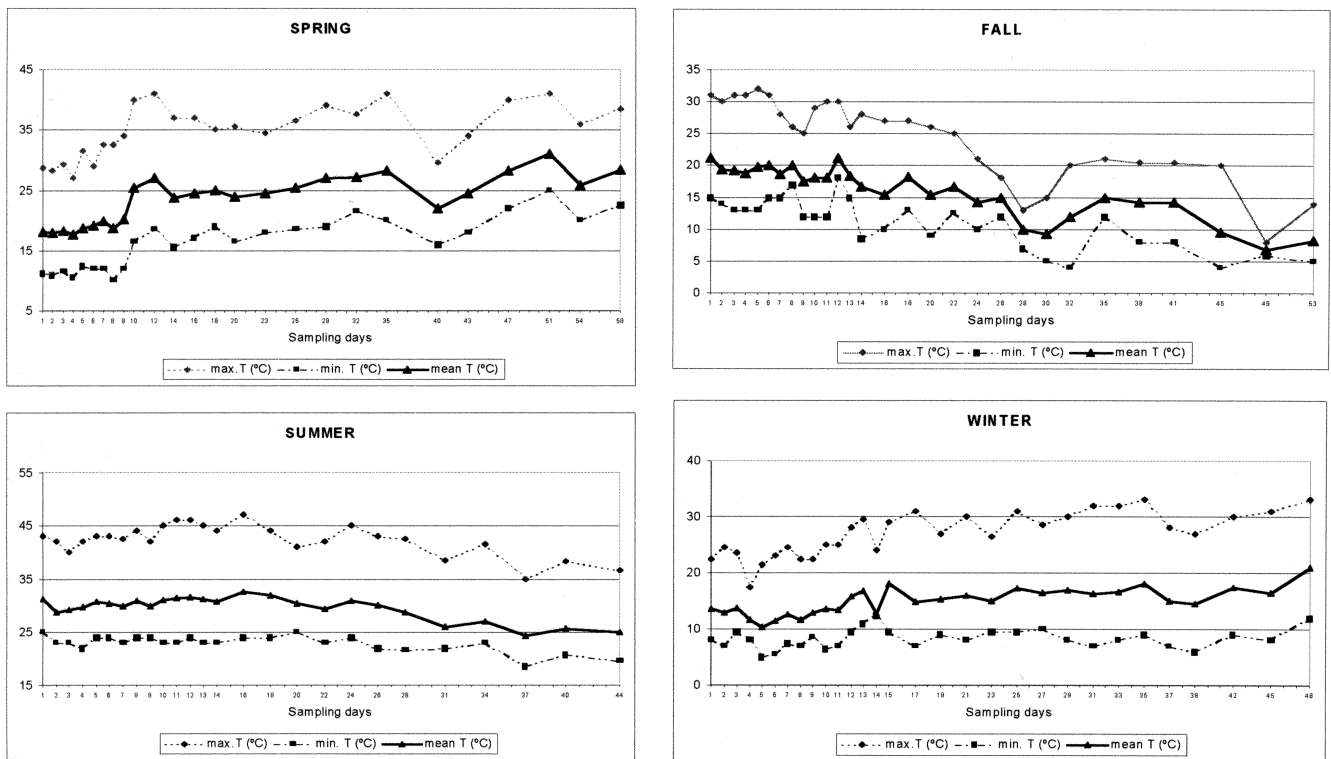 SPRING
45
35
25
15
5
1 2 3 4 5 6 7 8 9 10 12 14 16 18 20 23 26 29 32 36 40 43 47 51 54 58
Sampling days
max.T (ºC) min. T (ºC) mean T (ºC)
FALL
35
30
25
20
15
10
5
0
1 2 3 4 5 6 7 8 9 10 11 12 13 14 16 18 20 22 24 26 28 30 32 35 38 41 45 49 53
Sampling days
max.T (ºC) min. T (ºC) mean T (ºC)
SUMMER
55
45
35
25
15
1 2 3 4 5 6 7 8 9 10 11 12 13 14 16 18 20 22 24 26 28 31 34 37 40 44
Sampling days
max.T (ºC) min. T (ºC) mean T (ºC)
WINTER
40
30
20
10
0
1 2 3 4 5 6 7 8 9 10 11 12 13 14 15 17 19 21 23 25 27 29 31 33 35 37 39 42 45 48
Sampling days
max.T (ºC) min. T (ºC) mean T (ºC)